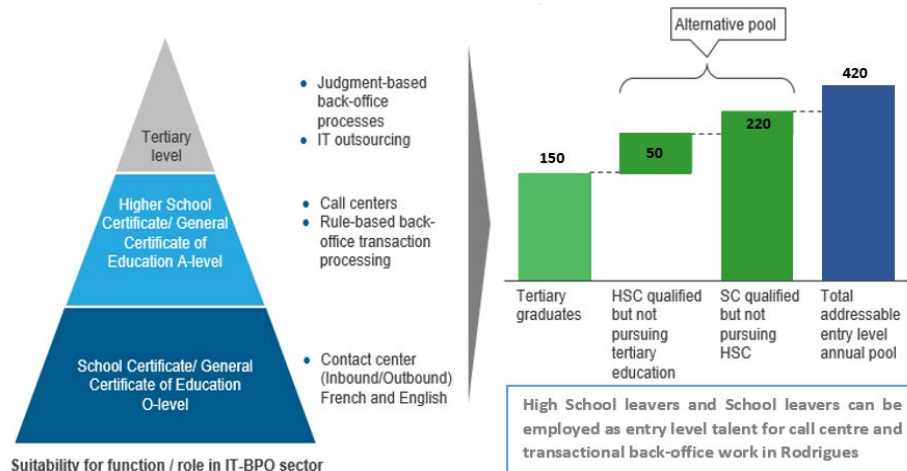 Tertiary
level
Higher School
Certificate/ General
Certificate of
Education A-level
School Certificate/ General
Certificate of Education
O-level
Suitability for function / role in IT-BPO sector
• Judgment-based
back-office
processes
• IT outsourcing
• Call centers
• Rule-based back-
office transaction
processing
• Contact center
(Inbound/Outbound)
French and English
Alternative pool
150
50
220
420
Tertiary
graduates
HSC qualified
but not
pursuing
tertiary
education
SC qualified
but not
pursuing
HSC
Total
addressable
entry level
annual pool
High School leavers and School leavers can be
employed as entry level talent for call centre and
transactional back-office work in Rodrigues